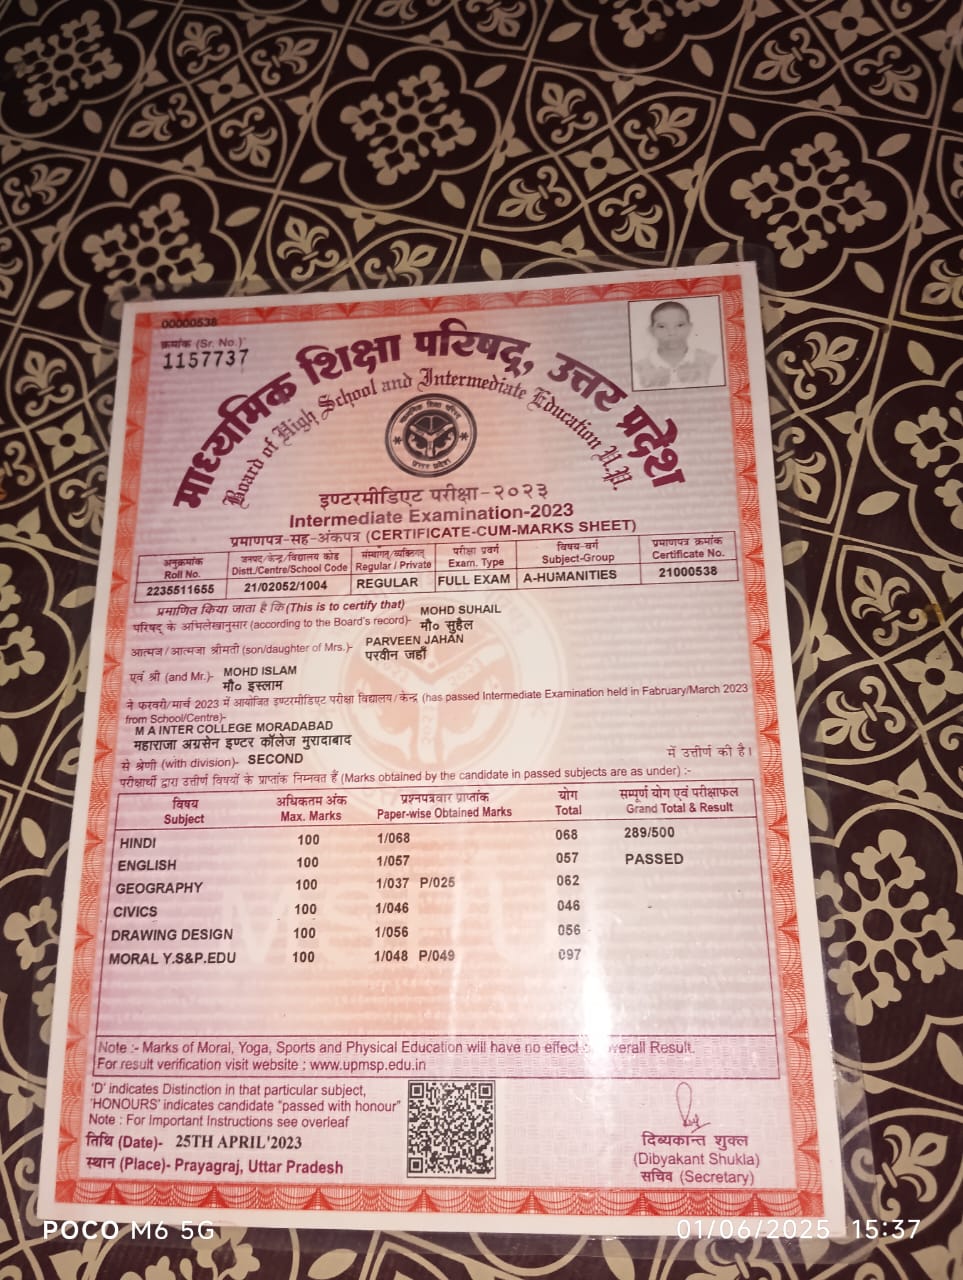 00000538
क्रमांक (Sr. No.)
1157737
माध्यमिक शिक्षा परिषद्, उत्तर प्रदेश
Board of High School and Intermediate Education U.P.
इण्टरमीडिएट परीक्षा-२०२३
Intermediate Examination-2023
प्रमाणपत्र-सह-अंकपत्र (CERTIFICATE-CUM-MARKS SHEET)
अनुक्रमांक जनपद/केन्द्र/विद्यालय कोड संस्थागत/व्यक्तिगत् परीक्षा प्रवर्ग विषय-वर्ग प्रमाणपत्र क्रमांक
Roll No. Distt./Centre/School Code Regular / Private Exam. Type Subject-Group Certificate No.
2235511655 21/02052/1004 REGULAR FULL EXAM A-HUMANITIES 21000538
प्रमाणित किया जाता है कि (This is to certify that) MOHD SUHAIL
परिषद् के अभिलेखानुसार (according to the Board's record)- मौ० सुहैल
आत्मज/आत्मजा श्रीमती (son/daughter of Mrs.)- PARVEEN JAHAN
परवीन जहाँ
एवं श्री (and Mr.)- MOHD ISLAM
मौ० इस्लाम
ने फरवरी/मार्च 2023 में आयोजित इण्टरमीडिएट परीक्षा विद्यालय/केन्द्र (has passed Intermediate Examination held in Fabruary/March 2023
from School/Centre)-
M A INTER COLLEGE MORADABAD
महाराजा अग्रसेन इण्टर कॉलेज मुरादाबाद
से श्रेणी (with division)- SECOND में उत्तीर्ण की है।
परीक्षार्थी द्वारा उत्तीर्ण विषयों के प्राप्तांक निम्नवत हैं (Marks obtained by the candidate in passed subjects are as under) :-
विषय अधिकतम अंक प्रश्नपत्रवार प्राप्तांक योग सम्पूर्ण योग एवं परीक्षाफल
Subject Max. Marks Paper-wise Obtained Marks Total Grand Total & Result
HINDI 100 1/068 068 289/500
ENGLISH 100 1/057 057 PASSED
GEOGRAPHY 100 1/037 P/025 062
CIVICS 100 1/046 046
DRAWING DESIGN 100 1/056 056
MORAL Y.S&P.EDU 100 1/048 P/049 097
Note :- Marks of Moral, Yoga, Sports and Physical Education will have no effect Overall Result.
For result verification visit website : www.upmsp.edu.in
'D' indicates Distinction in that particular subject,
'HONOURS' indicates candidate "passed with honour"
Note : For Important Instructions see overleaf
तिथि (Date)- 25TH APRIL'2023
स्थान (Place)- Prayagraj, Uttar Pradesh
दिब्यकान्त शुक्ल
(Dibyakant Shukla)
सचिव (Secretary)
POCO M6 5G 01/06/2025 15:37